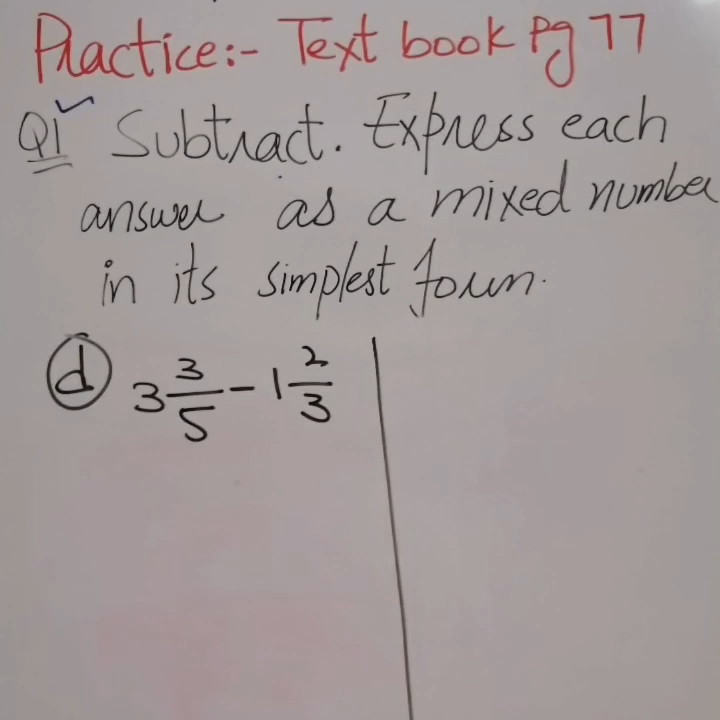 Practice:- Text book Pg 77
Q1 Subtract. Express each
answer as a mixed number
in its simplest form.
d 3 3/5 - 1 2/3